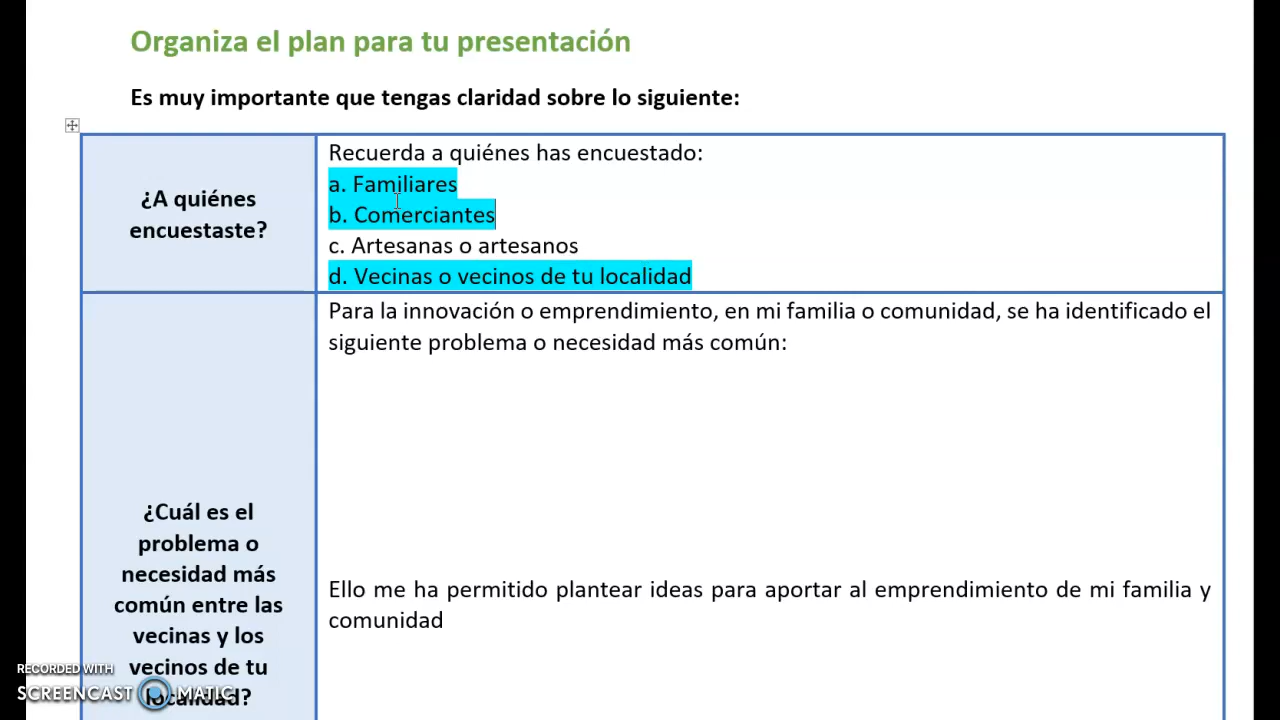 Organiza el plan para tu presentación
Es muy importante que tengas claridad sobre lo siguiente:
¿A quiénes
encuestaste?
Recuerda a quiénes has encuestado:
a. Familiares
b. Comerciantes
c. Artesanas o artesanos
d. Vecinas o vecinos de tu localidad
¿Cuál es el
problema o
necesidad más
común entre las
vecinas y los
vecinos de tu
localidad?
Para la innovación o emprendimiento, en mi familia o comunidad, se ha identificado el
siguiente problema o necesidad más común:
Ello me ha permitido plantear ideas para aportar al emprendimiento de mi familia y
comunidad
RECORDED WITH
SCREENCAST MATIC